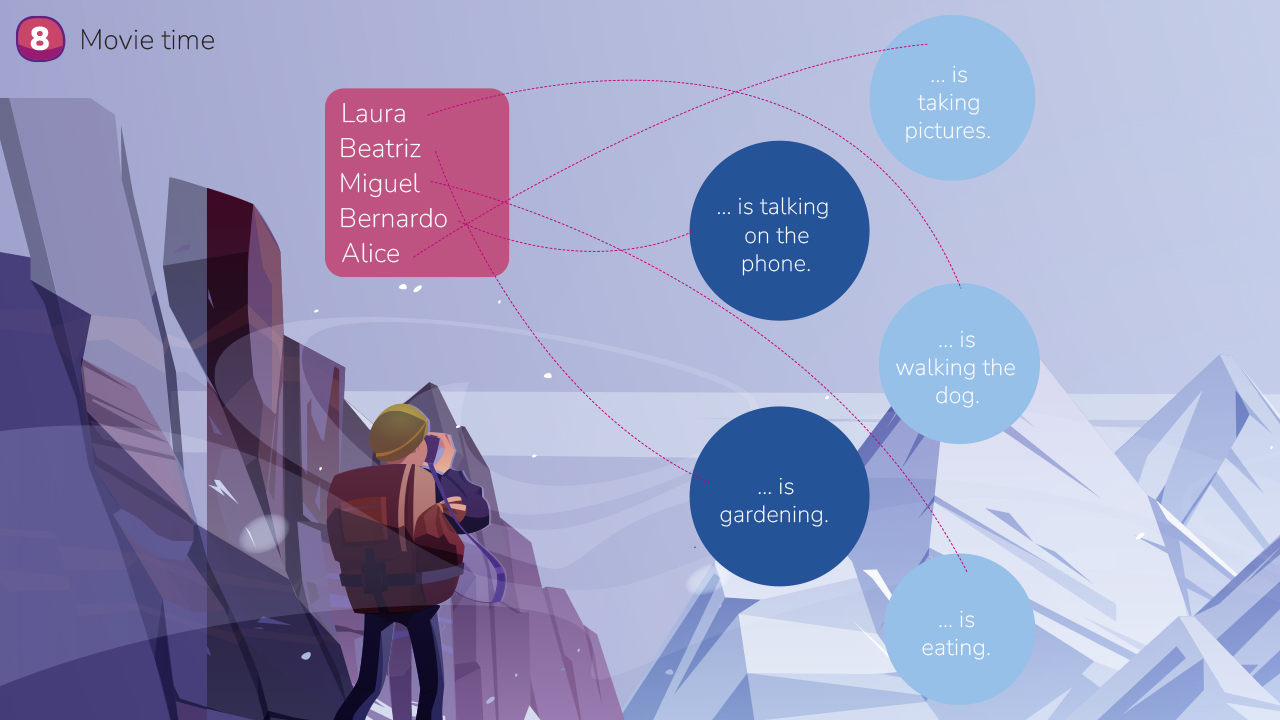 8 Movie time
Laura
Beatriz
Miguel
Bernardo
Alice
... is
taking
pictures.
... is talking
on the
phone.
... is
walking the
dog.
... is
gardening.
... is
eating.